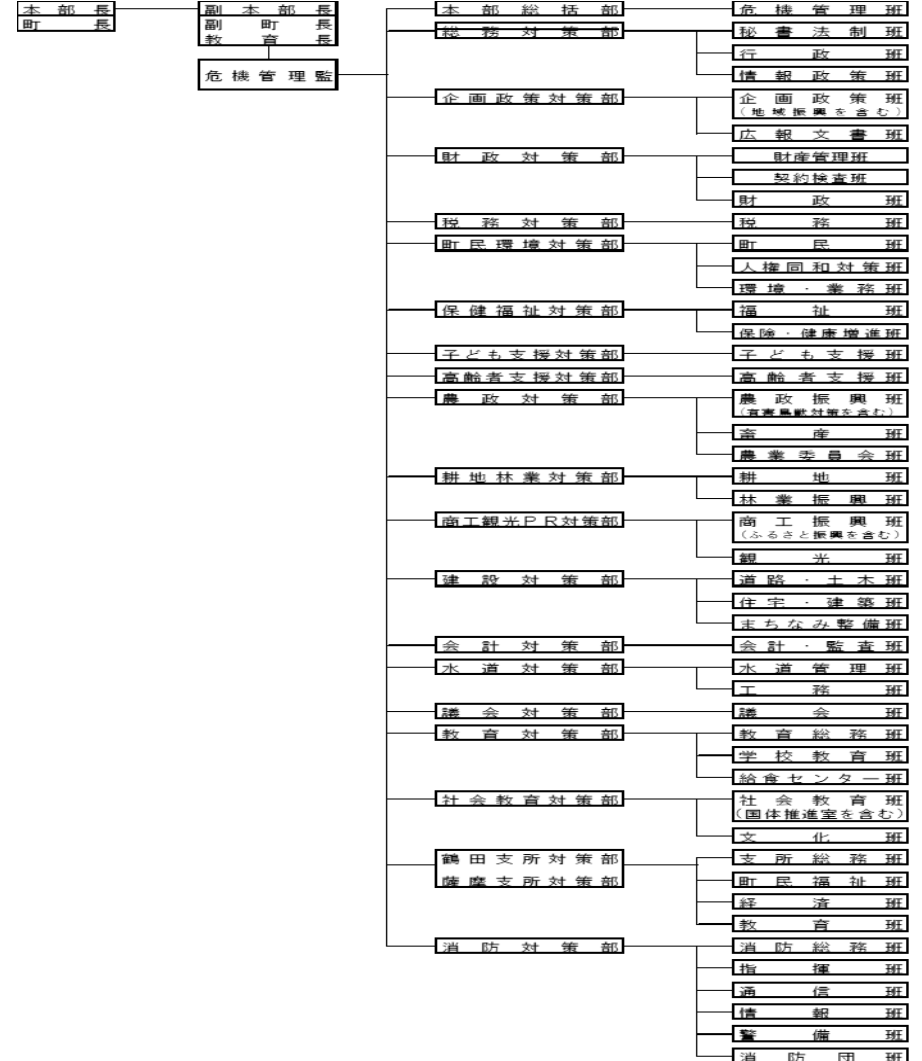 本部長
町長
副本部長
副町長
教育長
危機管理監
本部総括部
危機管理班
総務対策部
秘書法制班
行政班
情報政策班
企画政策対策部
企画政策班
(地域振興を含む)
広報文書班
財政対策部
財産管理班
契約検査班
財政班
税務対策部
税務班
町民環境対策部
町民班
人権同和対策班
環境・業務班
保健福祉対策部
福祉班
保険・健康増進班
子ども支援対策部
子ども支援班
高齢者支援対策部
高齢者支援班
農政対策部
農政振興班
(有害鳥獣対策を含む)
畜産班
農業委員会班
耕地林業対策部
耕地班
林業振興班
商工観光PR対策部
商工振興班
(ふるさと振興を含む)
観光班
建設対策部
道路・土木班
住宅・建築班
まちなみ整備班
会計対策部
会計・監査班
水道対策部
水道管理班
工務班
議会対策部
議会班
教育対策部
教育総務班
学校教育班
給食センター班
社会教育対策部
社会教育班
(国体推進室を含む)
文化班
鶴田支所対策部
薩摩支所対策部
支所総務班
町民福祉班
経済班
教育班
消防対策部
消防総務班
指揮班
通信班
情報班
警備班
消防団班